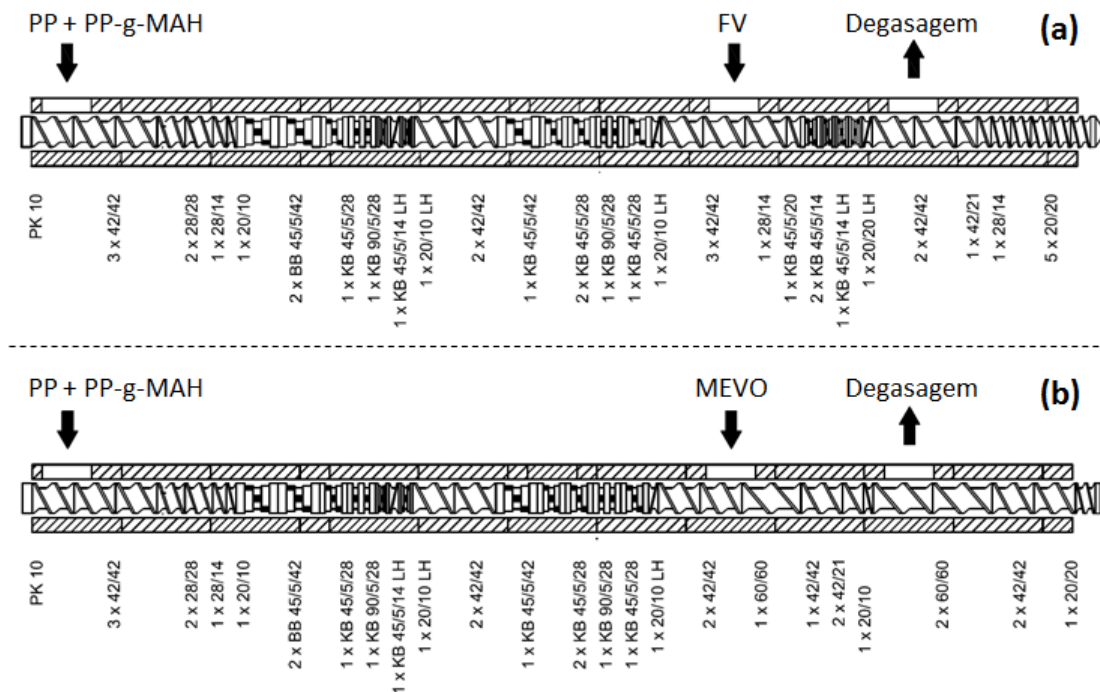 PP + PP-g-MAH
FV
Degasagem
(a)
PK 10
3 x 42/42
2 x 28/28
1 x 28/14
1 x 20/10
2 x BB 45/5/42
1 x KB 45/5/28
1 x KB 90/5/28
1 x KB 45/5/14 LH
1 x 20/10 LH
2 x 42/42
1 x KB 45/5/42
2 x KB 45/5/28
1 x KB 90/5/28
1 x KB 45/5/28
1 x 20/10 LH
3 x 42/42
1 x 28/14
1 x KB 45/5/20
2 x KB 45/5/14
1 x KB 45/5/14 LH
1 x 20/20 LH
2 x 42/42
1 x 42/21
1 x 28/14
5 x 20/20
PP + PP-g-MAH
MEVO
Degasagem
(b)
PK 10
3 x 42/42
2 x 28/28
1 x 28/14
1 x 20/10
2 x BB 45/5/42
1 x KB 45/5/28
1 x KB 90/5/28
1 x KB 45/5/14 LH
1 x 20/10 LH
2 x 42/42
1 x KB 45/5/42
2 x KB 45/5/28
1 x KB 90/5/28
1 x KB 45/5/28
1 x 20/10 LH
2 x 42/42
1 x 60/60
1 x 42/42
2 x 42/21
1 x 20/10
2 x 60/60
2 x 42/42
1 x 20/20